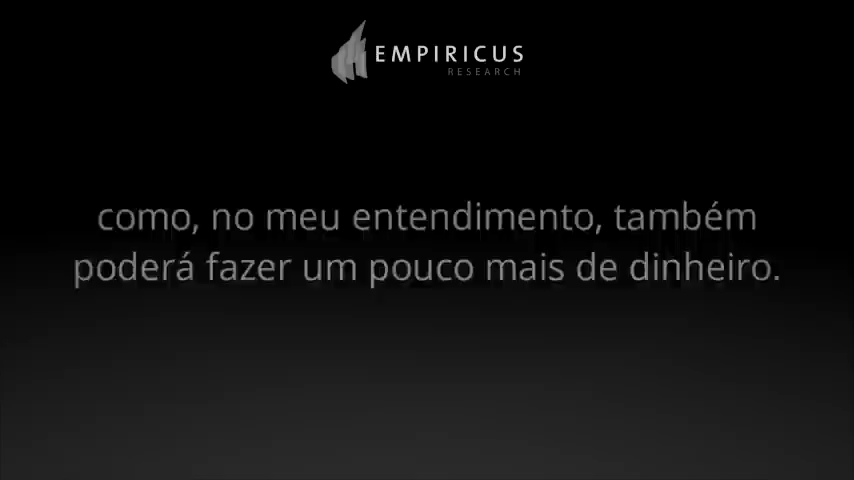 EMPIRICUS
RESEARCH
como, no meu entendimento, também
poderá fazer um pouco mais de dinheiro.